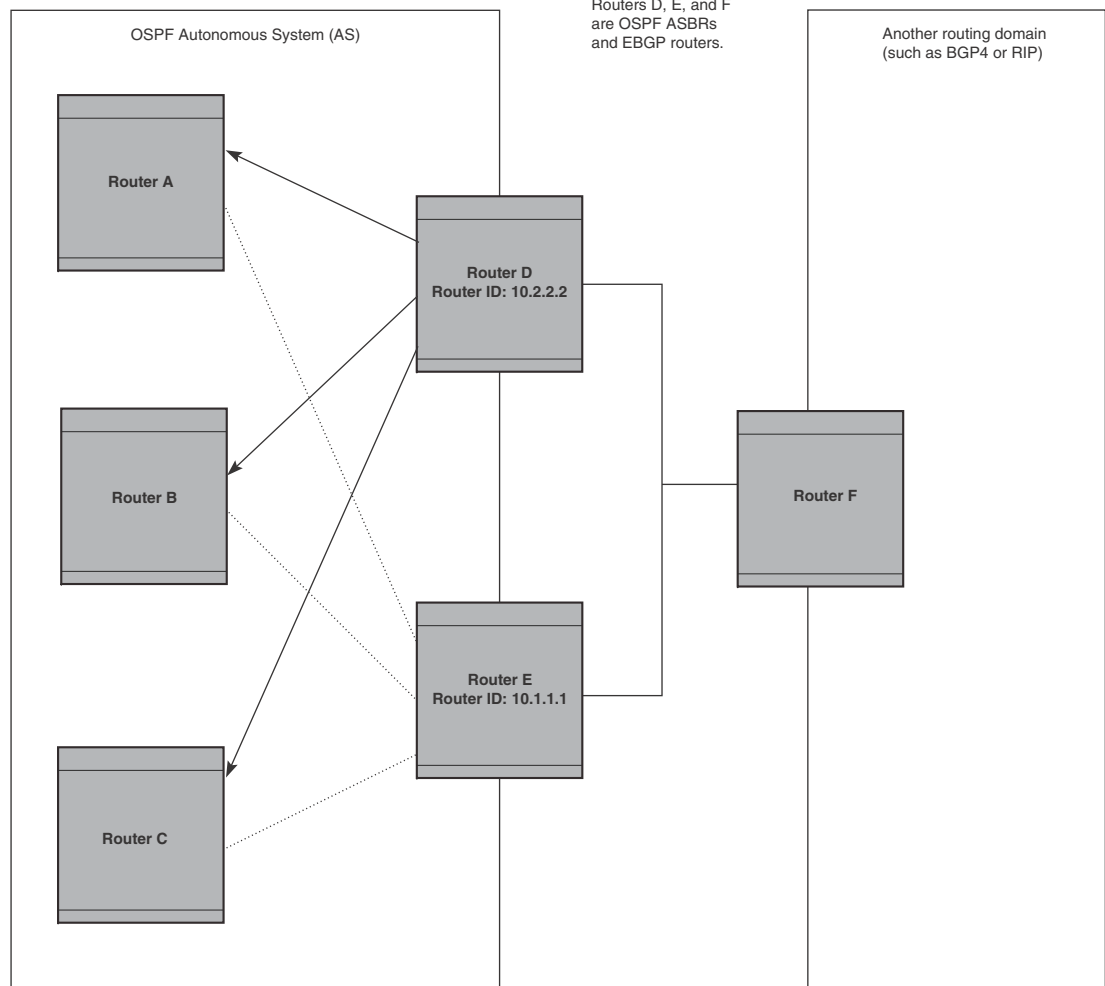 Routers D, E, and F
are OSPF ASBRs
and EBGP routers.
OSPF Autonomous System (AS)
Another routing domain
(such as BGP4 or RIP)
Router A
Router D
Router ID: 10.2.2.2
Router B
Router F
Router E
Router ID: 10.1.1.1
Router C